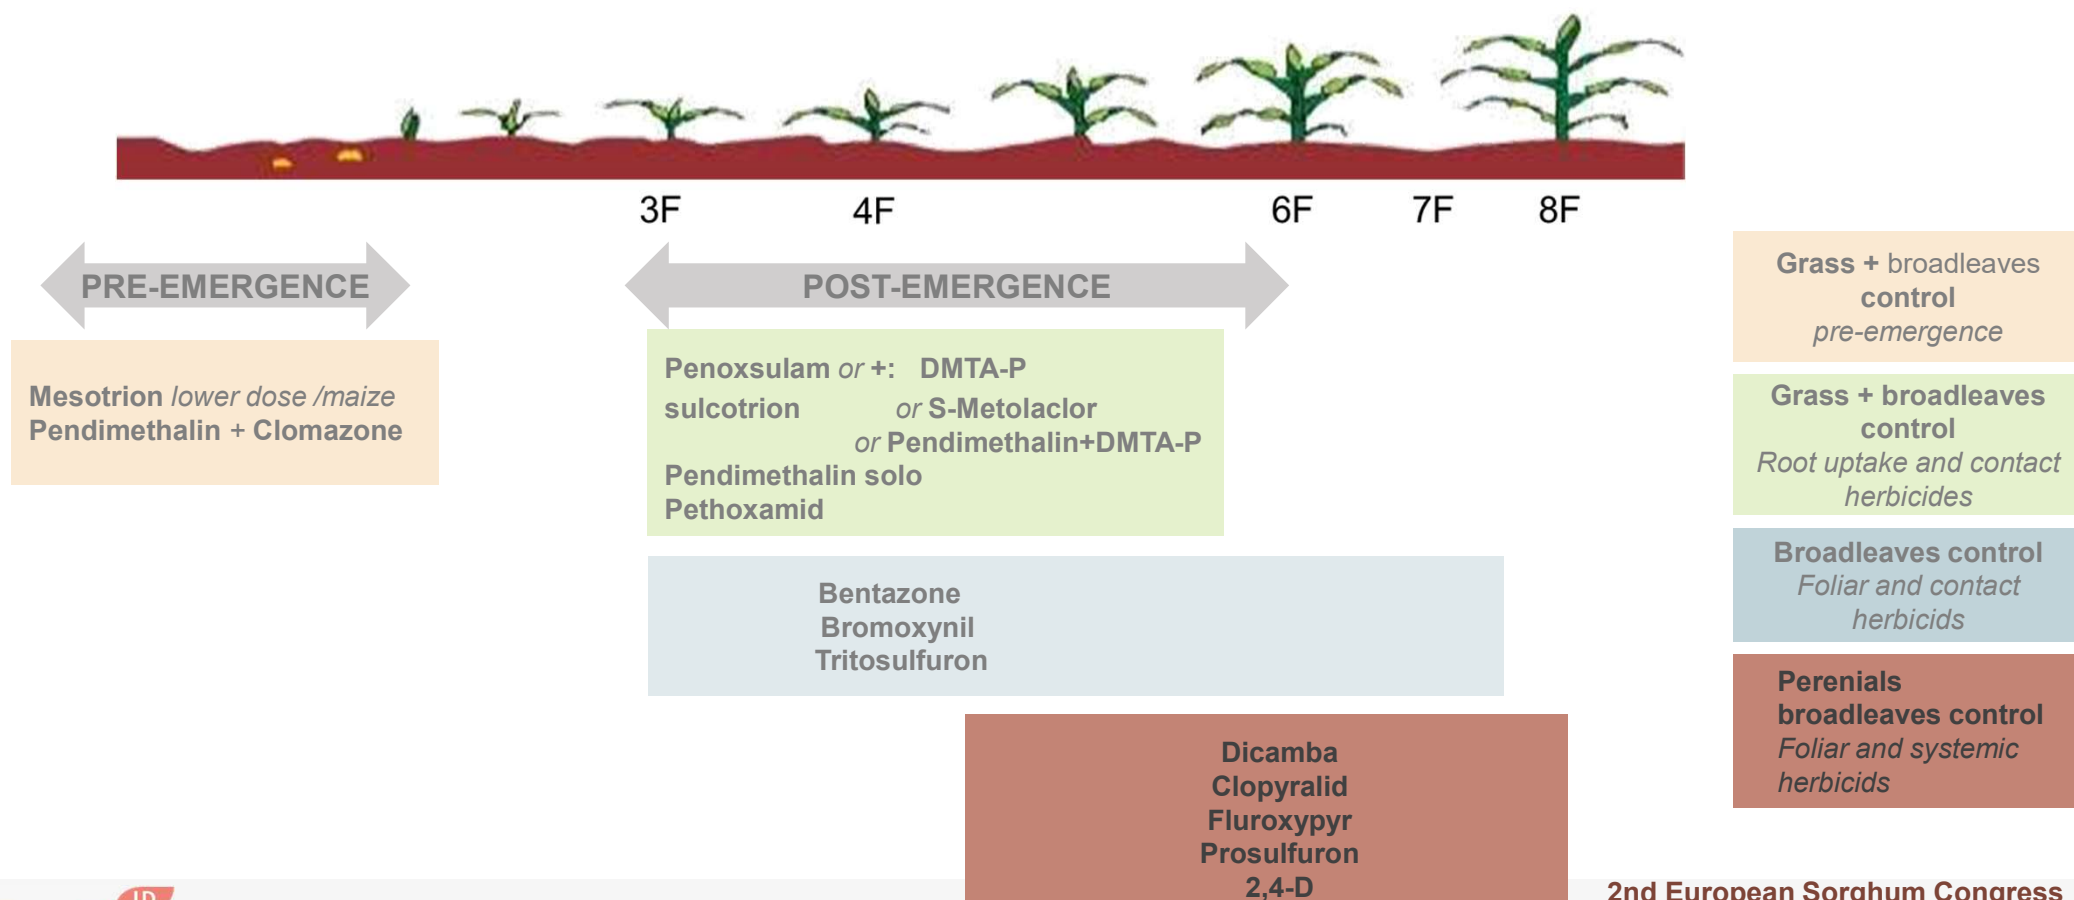 3F 4F 6F 7F 8F
PRE-EMERGENCE
POST-EMERGENCE
Mesotrion lower dose /maize
Pendimethalin + Clomazone
Penoxsulam or +: DMTA-P
sulcotrion or S-Metolaclor
or Pendimethalin+DMTA-P
Pendimethalin solo
Pethoxamid
Bentazone
Bromoxynil
Tritosulfuron
Dicamba
Clopyralid
Fluroxypyr
Prosulfuron
2,4-D
Grass + broadleaves
control
pre-emergence
Grass + broadleaves
control
Root uptake and contact
herbicides
Broadleaves control
Foliar and contact
herbicids
Perenials
broadleaves control
Foliar and systemic
herbicids
2nd European Sorghum Congress